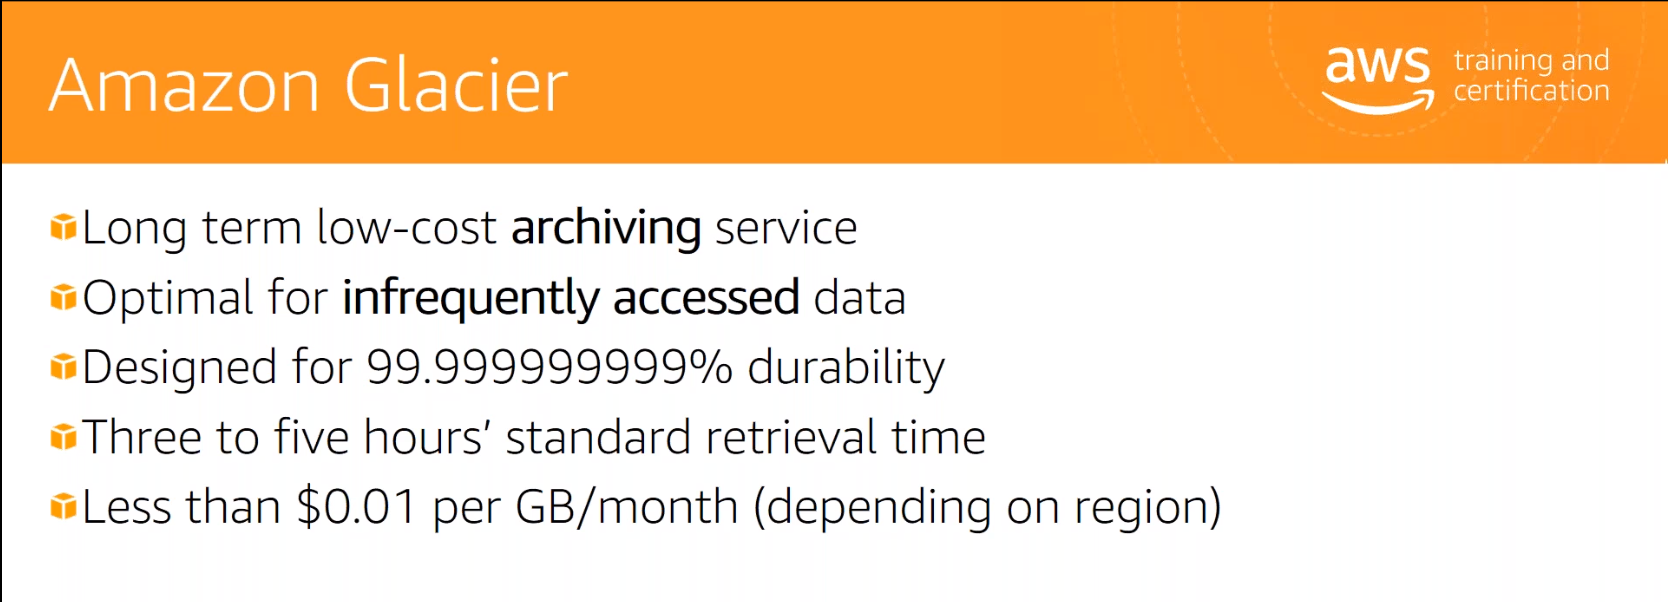 Amazon Glacier
aws training and
certification
Long term low-cost archiving service
Optimal for infrequently accessed data
Designed for 99.999999999% durability
Three to five hours’ standard retrieval time
Less than $0.01 per GB/month (depending on region)